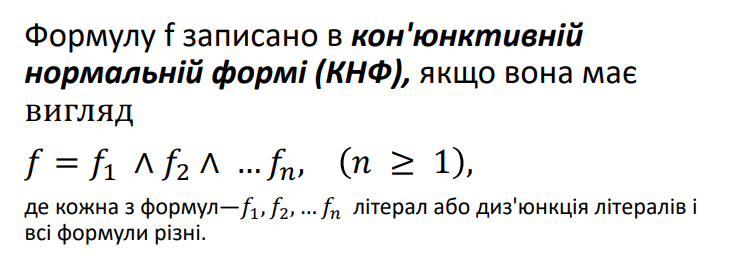 Формулу f записано в кон'юнктивній
нормальній формі (КНФ), якщо вона має
вигляд
f = f₁ ∧ f₂ ∧ … fₙ, (n ≥ 1),
де кожна з формул—f₁, f₂, … fₙ літерал або диз'юнкція літералів і
всі формули різні.